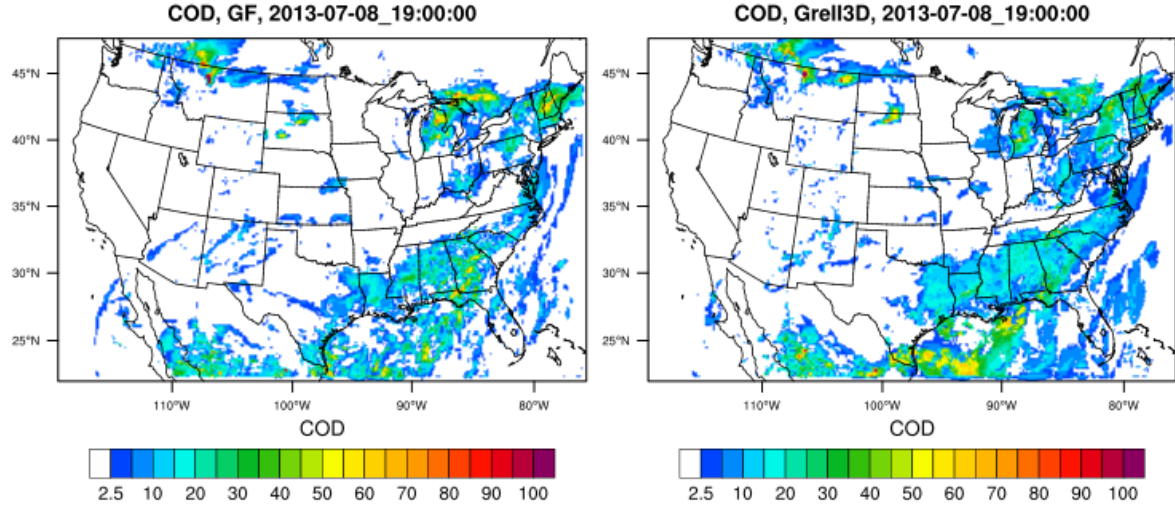 COD, GF, 2013-07-08_19:00:00
45°N
40°N
35°N
30°N
25°N
110°W 100°W 90°W 80°W
COD
2.5 10 20 30 40 50 60 70 80 90 100
COD, Grell3D, 2013-07-08_19:00:00
45°N
40°N
35°N
30°N
25°N
110°W 100°W 90°W 80°W
COD
2.5 10 20 30 40 50 60 70 80 90 100